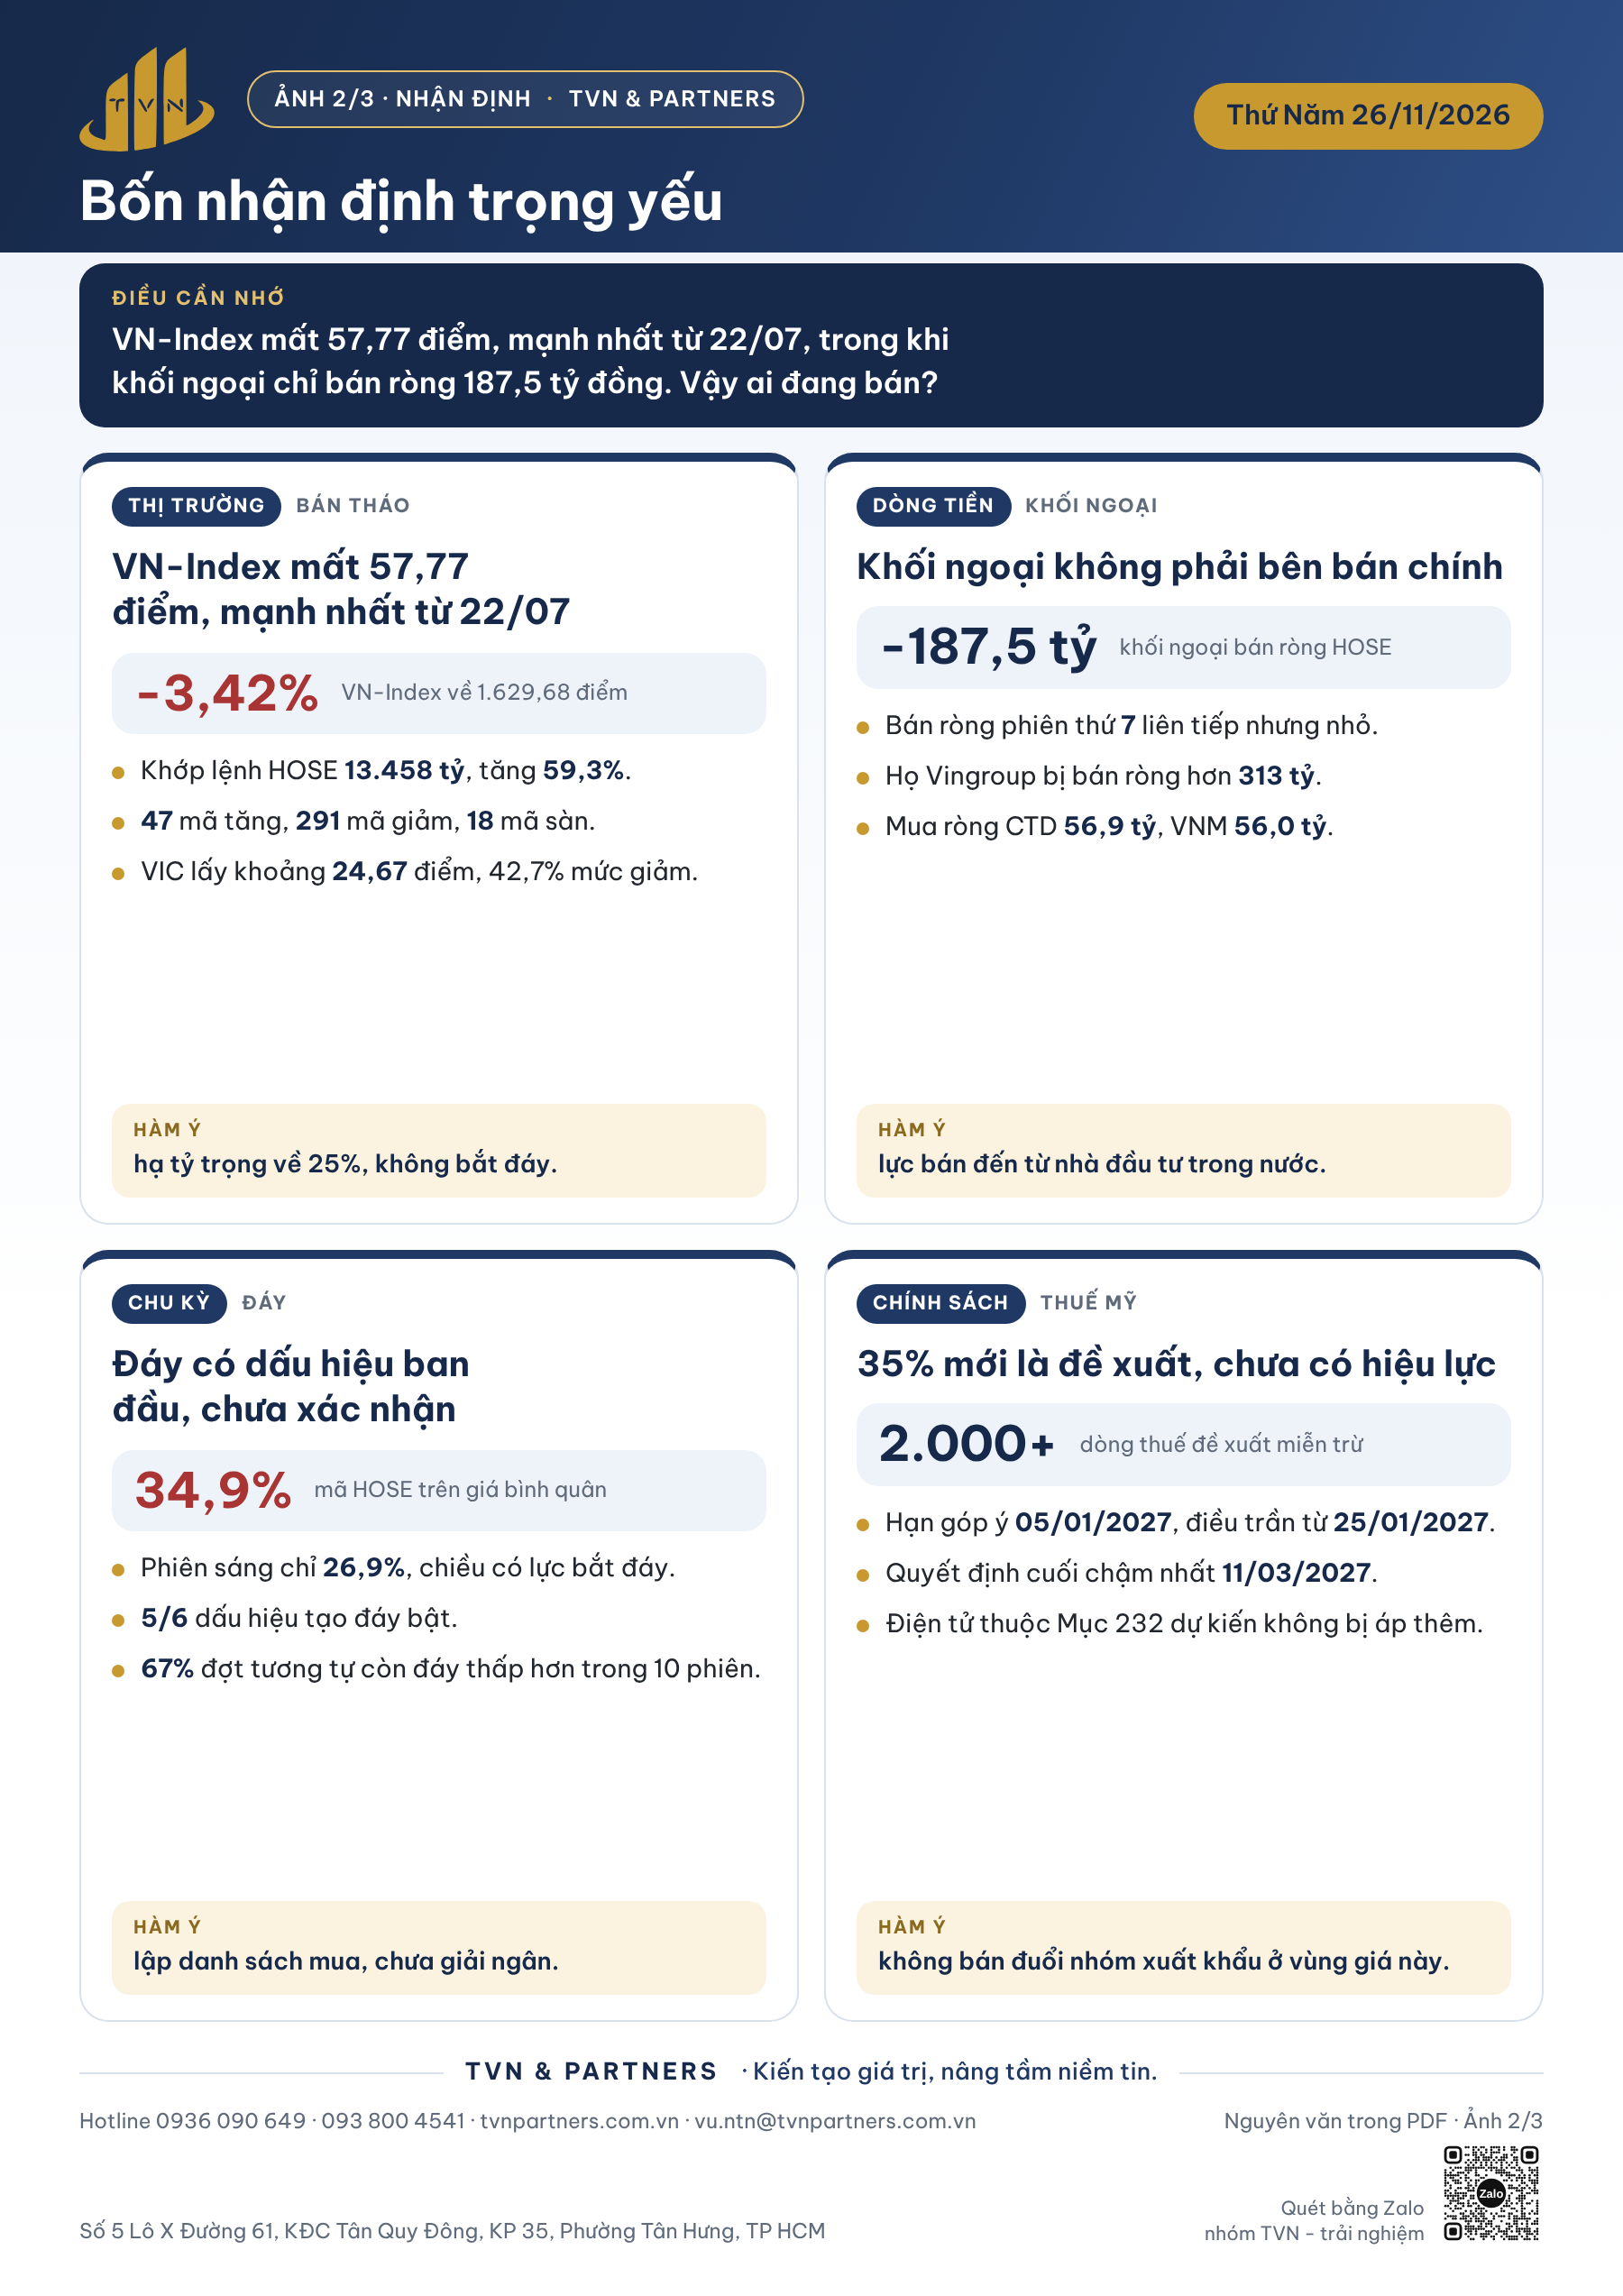 TVN
ẢNH 2/3 · NHẬN ĐỊNH · TVN & PARTNERS
Thứ Năm 26/11/2026
Bốn nhận định trọng yếu
ĐIỀU CẦN NHỚ
VN-Index mất 57,77 điểm, mạnh nhất từ 22/07, trong khi
khối ngoại chỉ bán ròng 187,5 tỷ đồng. Vậy ai đang bán?
THỊ TRƯỜNG BÁN THÁO
VN-Index mất 57,77
điểm, mạnh nhất từ 22/07
-3,42% VN-Index về 1.629,68 điểm
Khớp lệnh HOSE 13.458 tỷ, tăng 59,3%.
47 mã tăng, 291 mã giảm, 18 mã sàn.
VIC lấy khoảng 24,67 điểm, 42,7% mức giảm.
HÀM Ý
hạ tỷ trọng về 25%, không bắt đáy.
DÒNG TIỀN KHỐI NGOẠI
Khối ngoại không phải bên bán chính
-187,5 tỷ khối ngoại bán ròng HOSE
Bán ròng phiên thứ 7 liên tiếp nhưng nhỏ.
Họ Vingroup bị bán ròng hơn 313 tỷ.
Mua ròng CTD 56,9 tỷ, VNM 56,0 tỷ.
HÀM Ý
lực bán đến từ nhà đầu tư trong nước.
CHU KỲ ĐÁY
Đáy có dấu hiệu ban
đầu, chưa xác nhận
34,9% mã HOSE trên giá bình quân
Phiên sáng chỉ 26,9%, chiều có lực bắt đáy.
5/6 dấu hiệu tạo đáy bật.
67% đợt tương tự còn đáy thấp hơn trong 10 phiên.
HÀM Ý
lập danh sách mua, chưa giải ngân.
CHÍNH SÁCH THUẾ MỸ
35% mới là đề xuất, chưa có hiệu lực
2.000+ dòng thuế đề xuất miễn trừ
Hạn góp ý 05/01/2027, điều trần từ 25/01/2027.
Quyết định cuối chậm nhất 11/03/2027.
Điện tử thuộc Mục 232 dự kiến không bị áp thêm.
HÀM Ý
không bán đuổi nhóm xuất khẩu ở vùng giá này.
TVN & PARTNERS · Kiến tạo giá trị, nâng tầm niềm tin.
Hotline 0936 090 649 · 093 800 4541 · tvnpartners.com.vn · vu.ntn@tvnpartners.com.vn
Nguyên văn trong PDF · Ảnh 2/3
Zalo
Quét bằng Zalo
nhóm TVN - trải nghiệm
Số 5 Lô X Đường 61, KĐC Tân Quy Đông, KP 35, Phường Tân Hưng, TP HCM